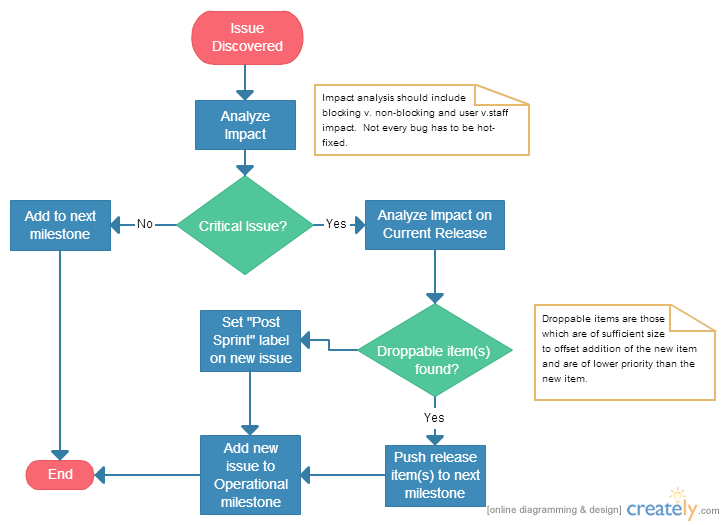 Issue
Discovered
Analyze
Impact
Impact analysis should include
blocking v. non-blocking and user v.staff
impact. Not every bug has to be hot-
fixed.
Add to next
milestone
No
Critical Issue?
Yes
Analyze Impact on
Current Release
Set "Post
Sprint" label
on new issue
Droppable item(s)
found?
Droppable items are those
which are of sufficient size
to offset addition of the new item
and are of lower priority than the
new item.
Yes
End
Add new
issue to
Operational
milestone
Push release
item(s) to next
milestone
[online diagramming & design] creately.com